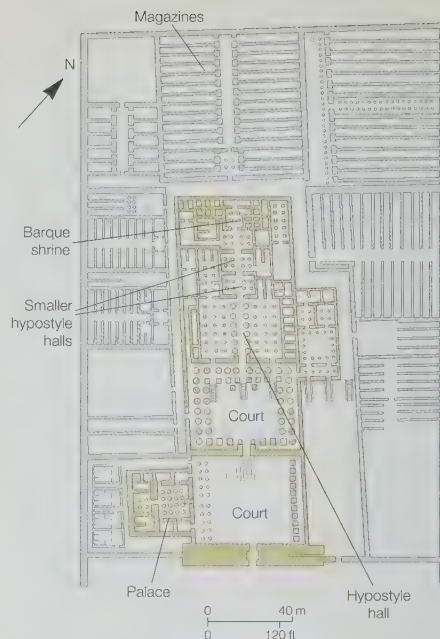 Magazines
N
Barque
shrine
Smaller
hypostyle
halls
Court
Court
Palace
Hypostyle
hall
0 40 m
0 120 ft